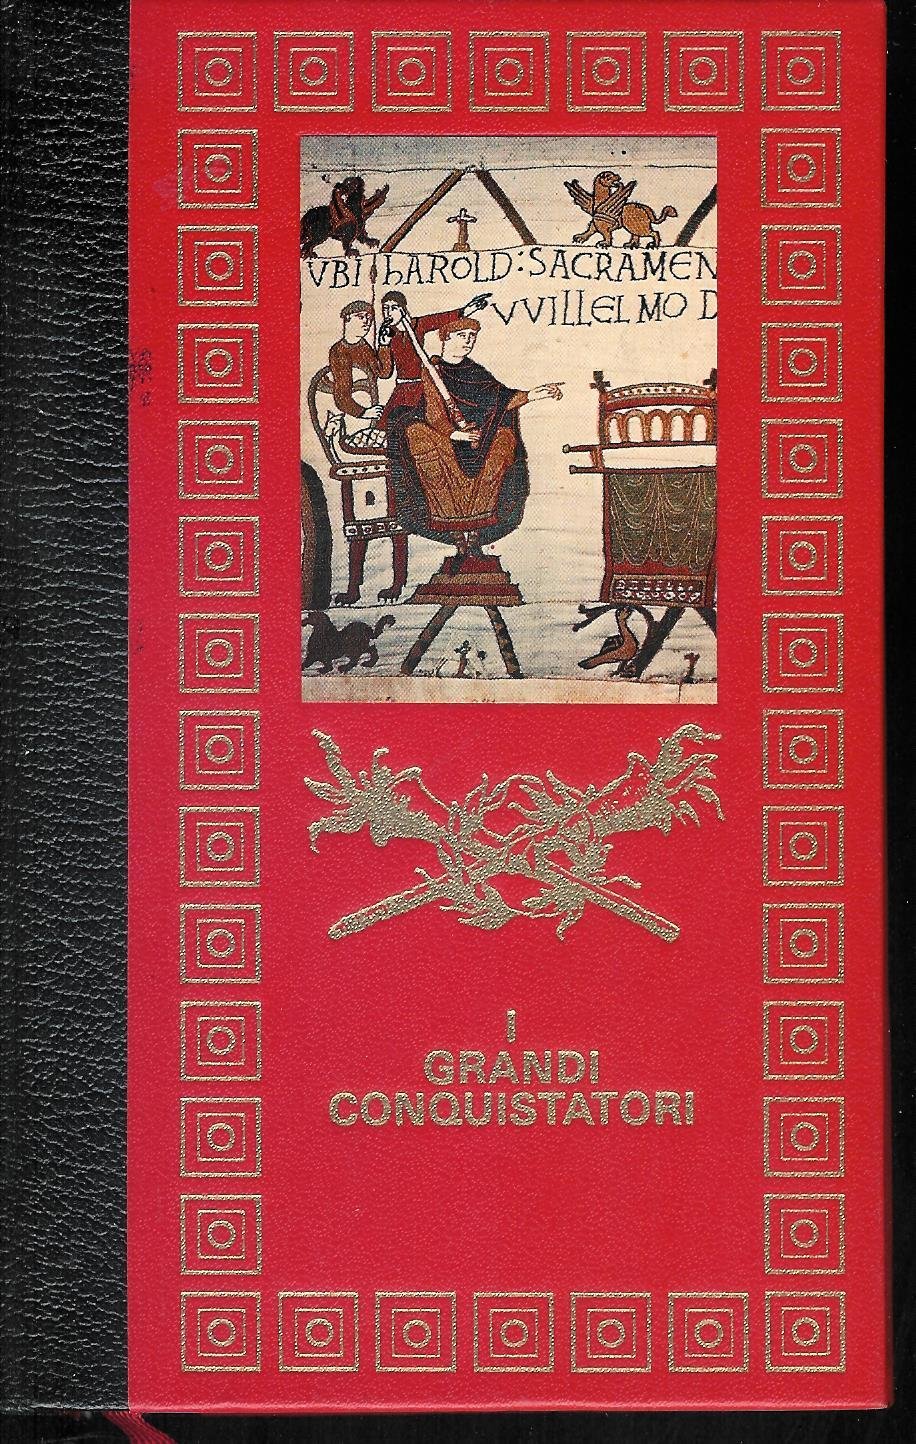 VBI hAROLD:SACRAMEN
VVILLELMO D
I
GRANDI
CONQUISTATORI